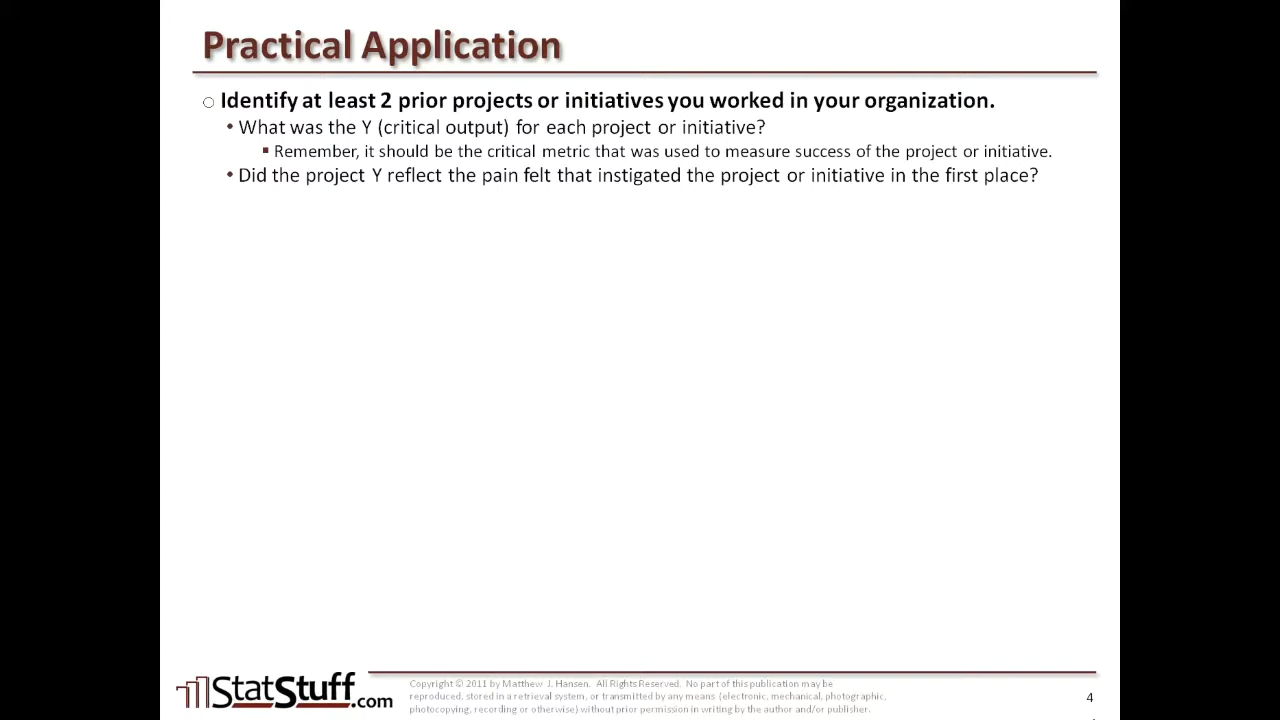 Practical Application
Identify at least 2 prior projects or initiatives you worked in your organization.
What was the Y (critical output) for each project or initiative?
Remember, it should be the critical metric that was used to measure success of the project or initiative.
Did the project Y reflect the pain felt that instigated the project or initiative in the first place?
StatStuff.com
Copyright © 2011 by Matthew J. Hansen. All Rights Reserved. No part of this publication may be
reproduced, stored in a retrieval system, or transmitted by any means (electronic, mechanical, photographic,
photocopying, recording or otherwise) without prior permission in writing by the author and/or publisher.
4